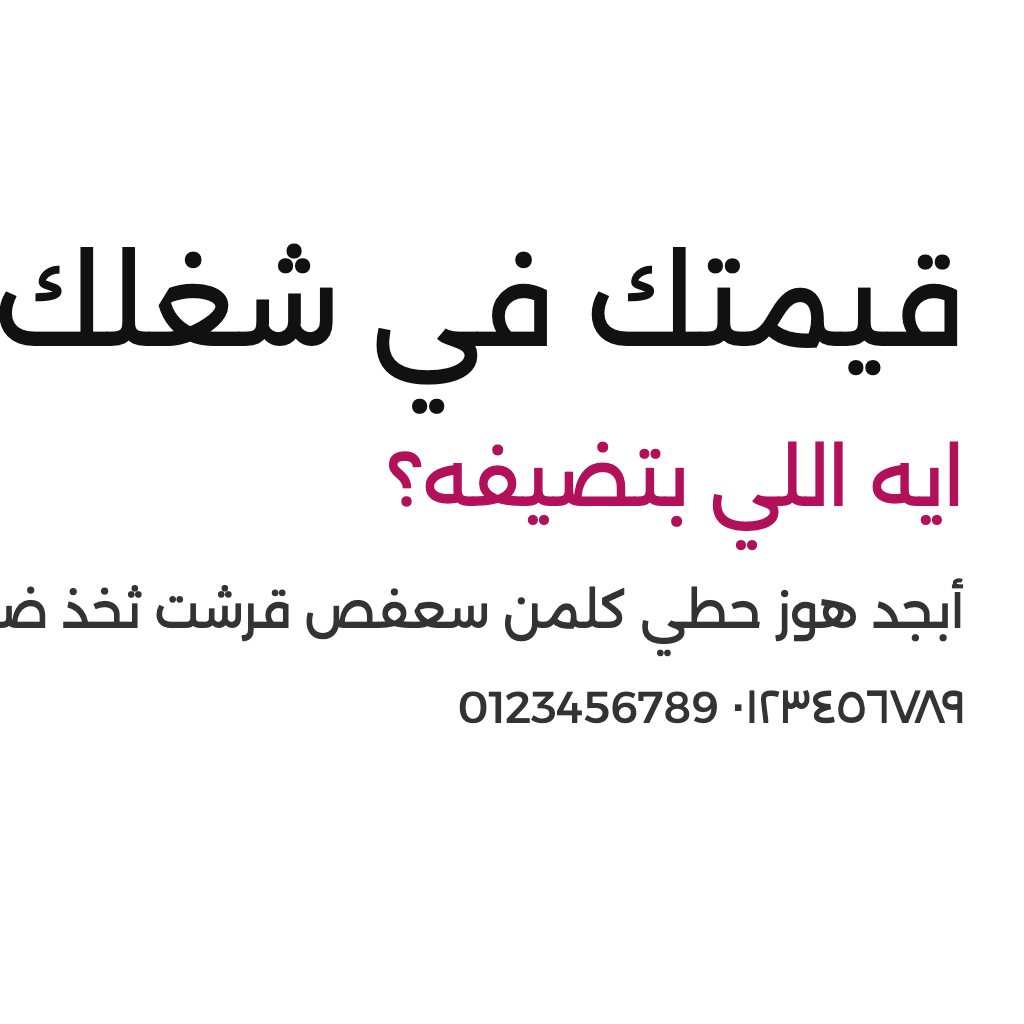 قيمتك في شغلك
ايه اللي بتضيفه؟
أبجد هوز حطي كلمن سعفص قرشت ثخذ
٠١٢٣٤٥٦٧٨٩ 0123456789